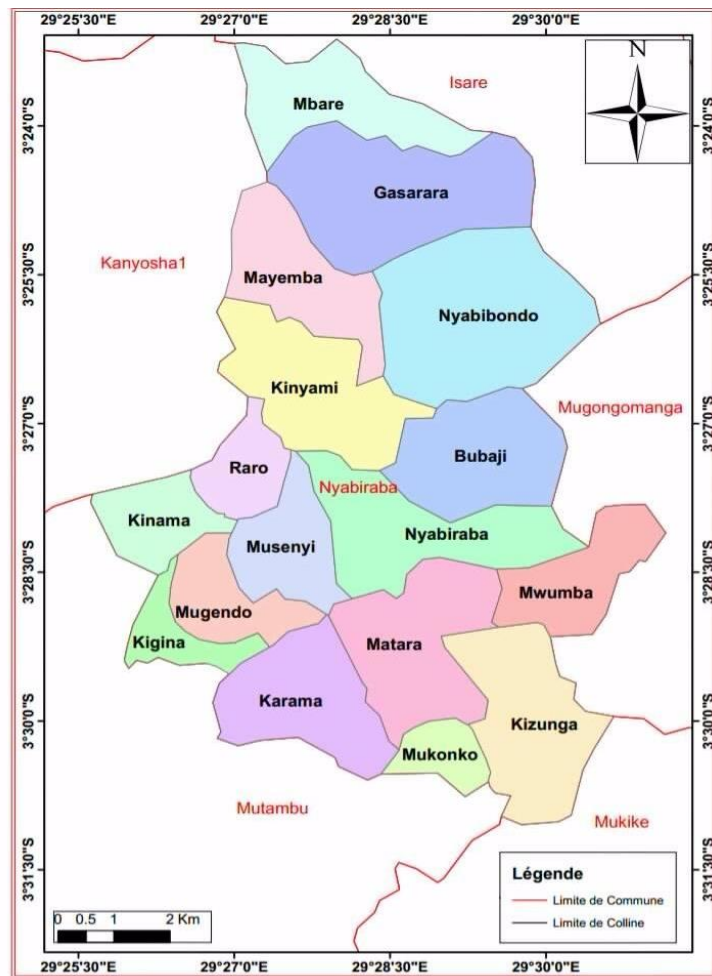 29°25'30"E 29°27'0"E 29°28'30"E 29°30'0"E
N
Isare
Mbare
3°24'0"S 3°24'0"S
Gasarara
Kanyosha1
Mayemba
3°25'30"S 3°25'30"S
Nyabibondo
Kinyami
Mugongomanga
3°27'0"S 3°27'0"S
Bubaji
Raro
Nyabiraba
Kinama
Nyabiraba
Musenyi
3°28'30"S 3°28'30"S
Mwumba
Mugendo
Kigina
Matara
Karama
3°30'0"S 3°30'0"S
Kizunga
Mukonko
Mutambu
Mukike
3°31'30"S 3°31'30"S
Légende
Limite de Commune
Limite de Colline
0 0.5 1 2 Km
29°25'30"E 29°27'0"E 29°28'30"E 29°30'0"E